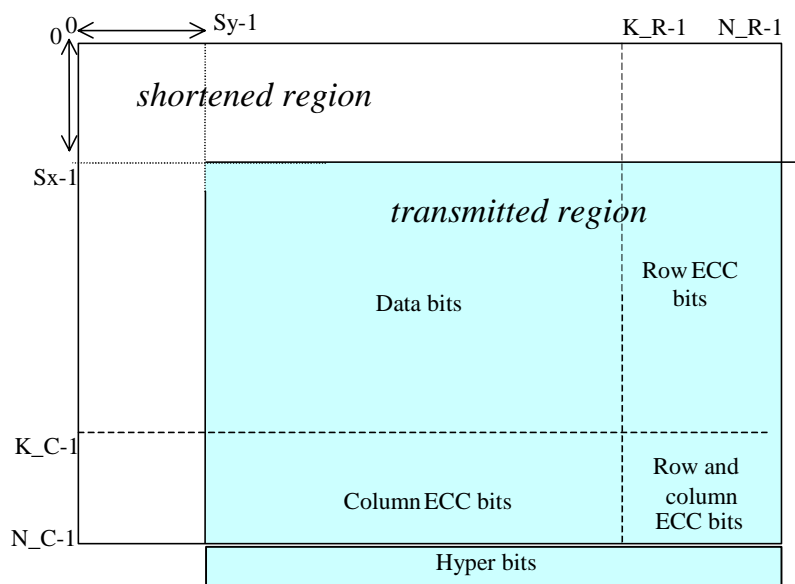 0
Sy-1
K_R-1
N_R-1
0
shortened region
Sx-1
transmitted region
Row ECC
bits
Data bits
K_C-1
Row and
column
ECC bits
Column ECC bits
N_C-1
Hyper bits